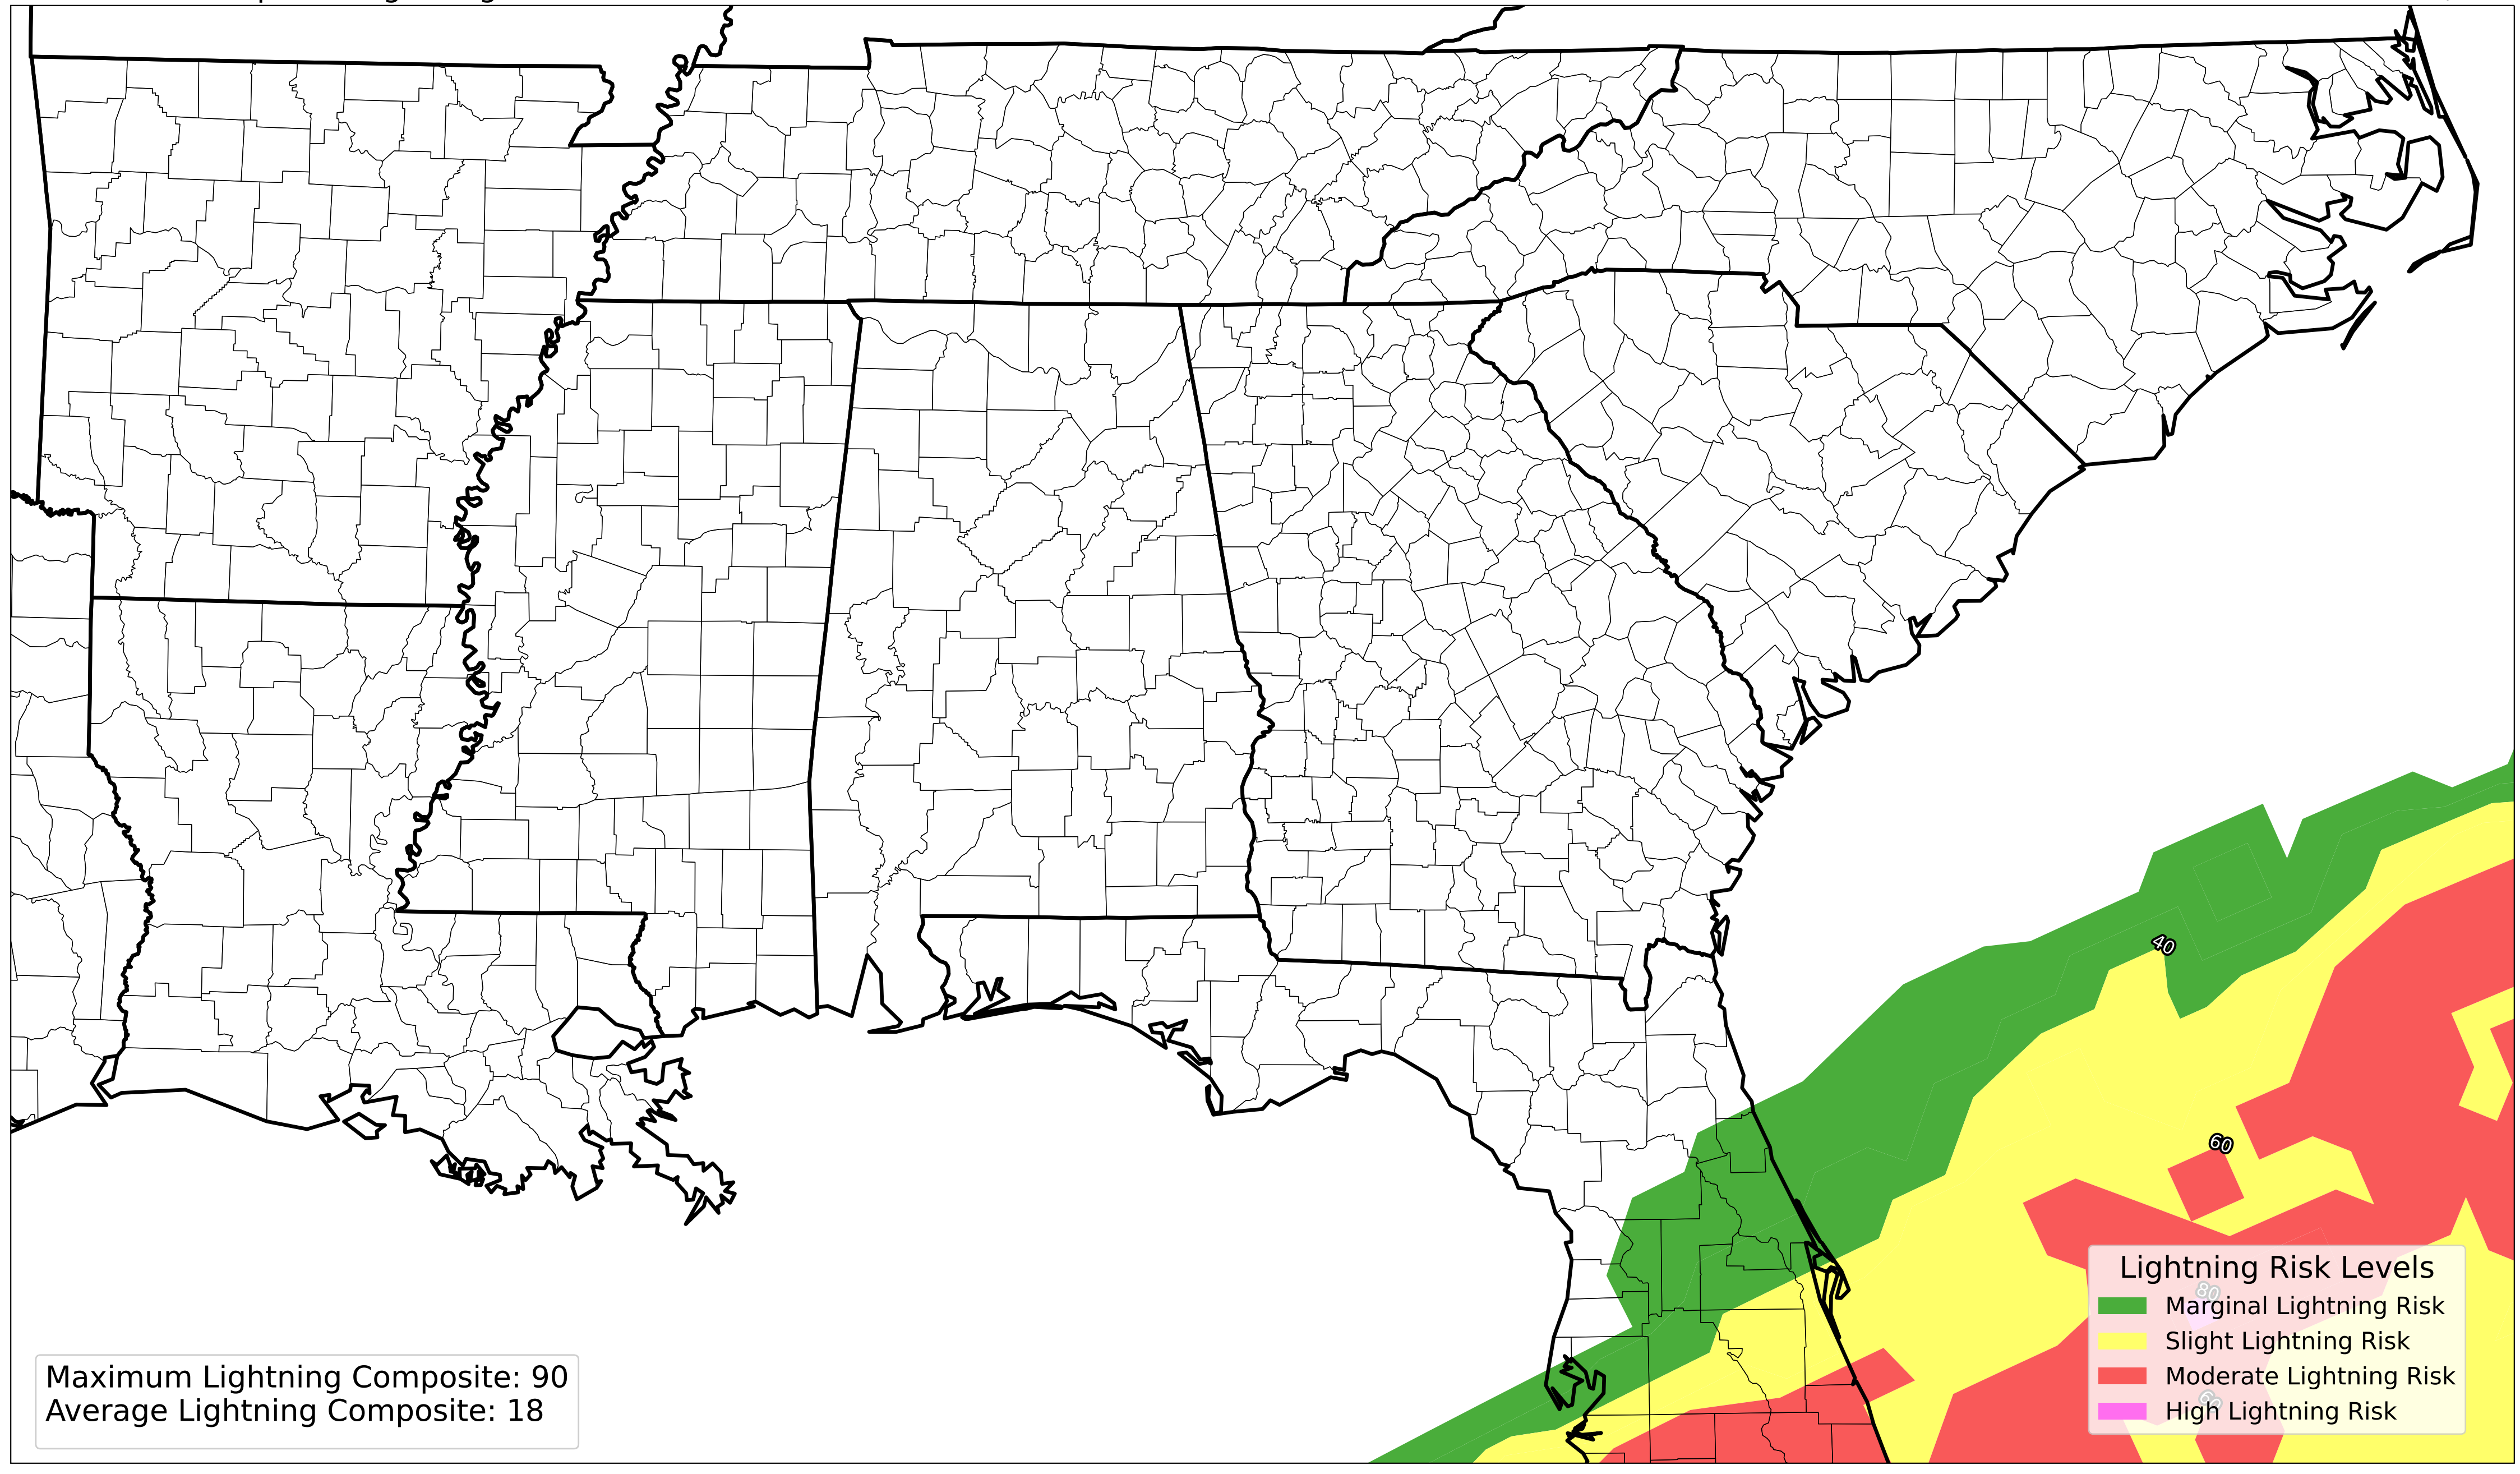 40
60
Lightning Risk Levels
80
Marginal Lightning Risk
Slight Lightning Risk
Moderate Lightning Risk
High Lightning Risk
Maximum Lightning Composite: 90
Average Lightning Composite: 18